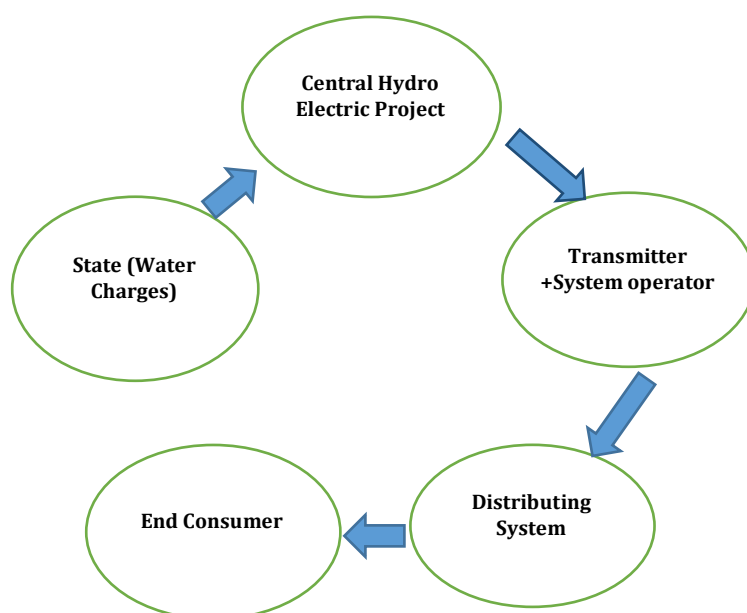 Central Hydro
Electric Project
State (Water
Charges)
Transmitter
+System operator
Distributing
System
End Consumer